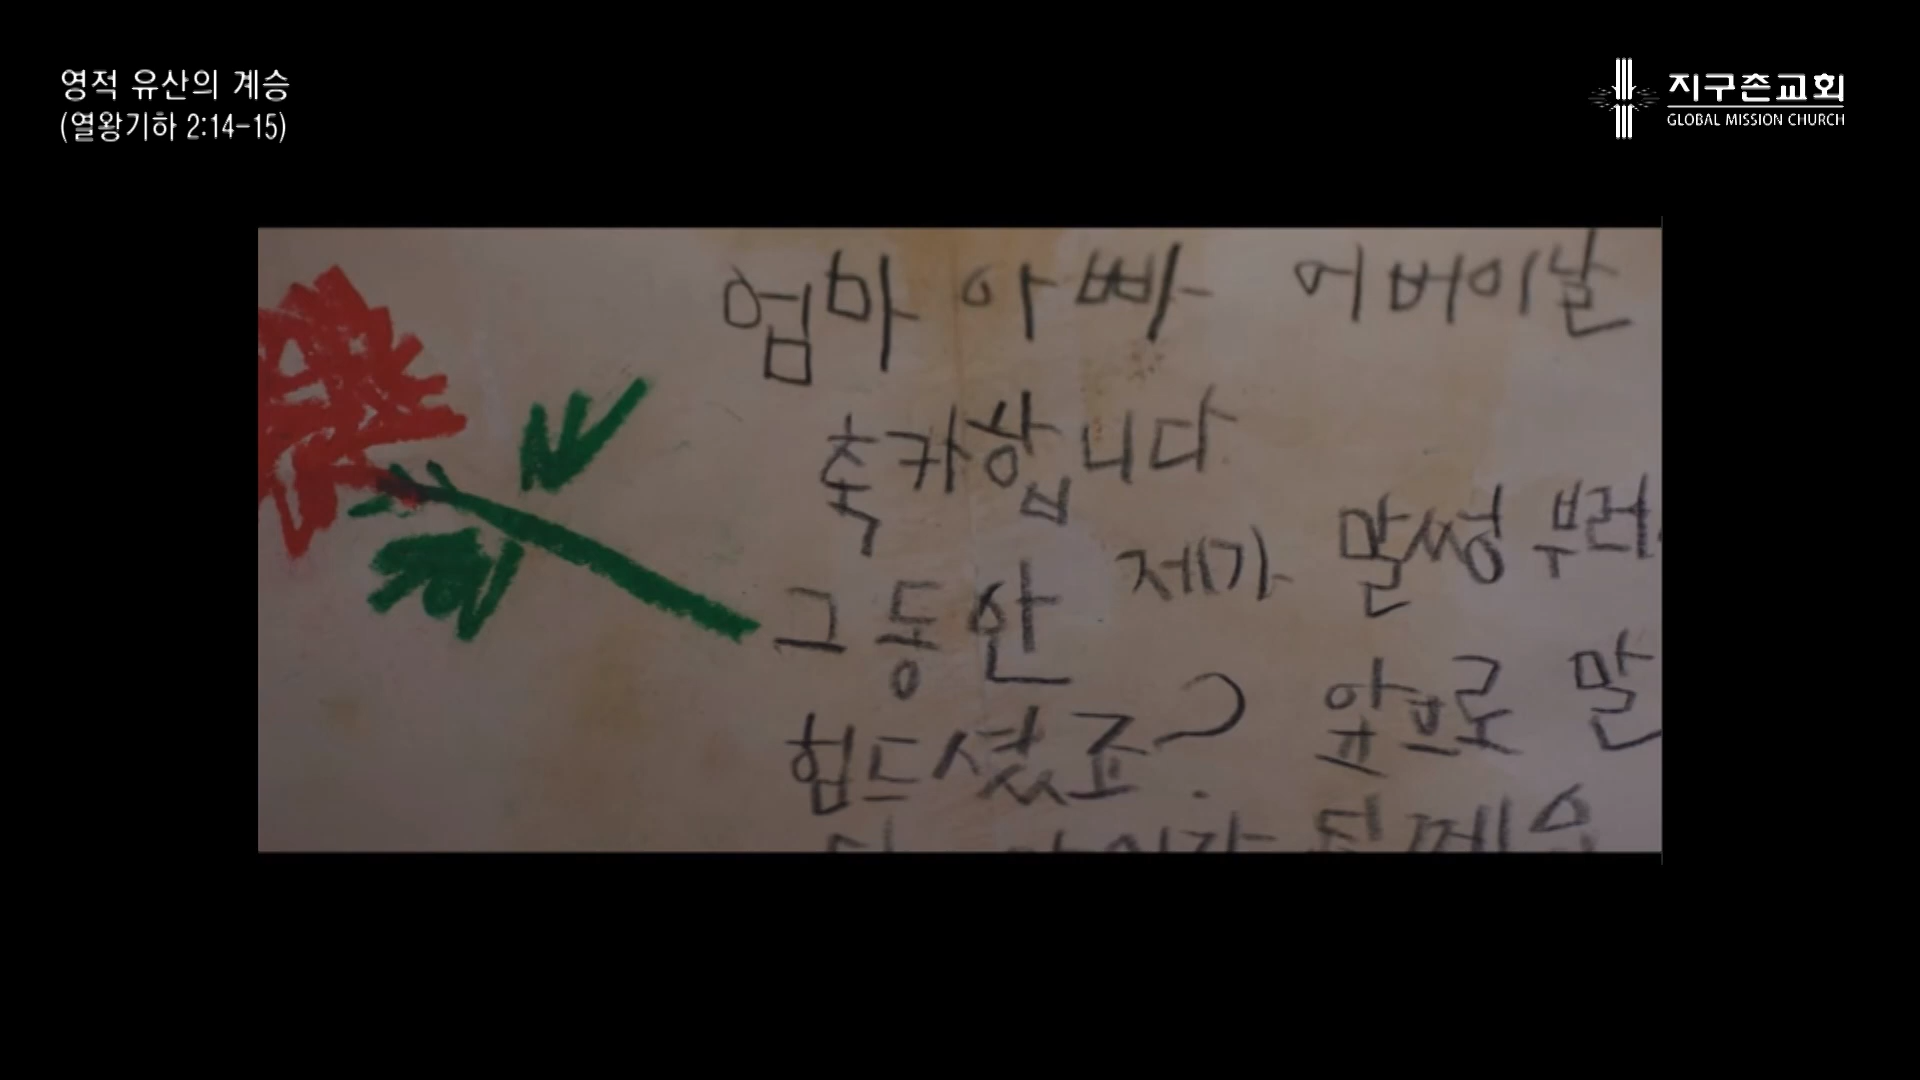 영적 유산의 계승
(열왕기하 2:14-15)
지구촌교회
GLOBAL MISSION CHURCH
엄마 아빠 어버이날
축카합니다
그동안 제가 말썽 부려
힘드셨죠? 앞으로 말